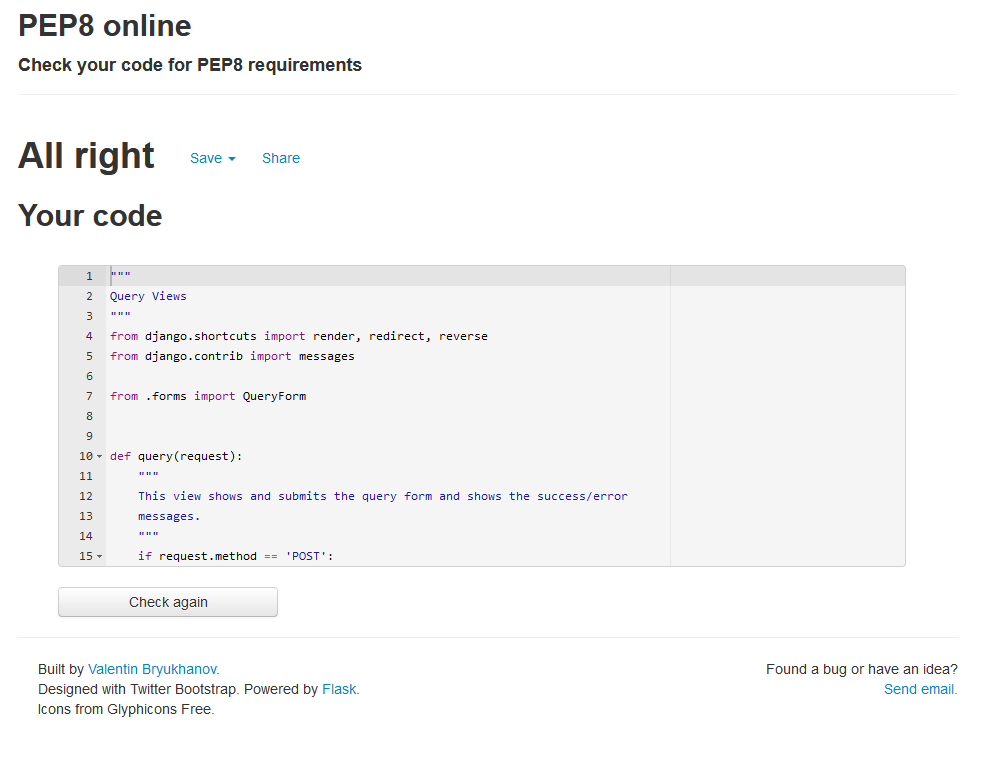 PEP8 online
Check your code for PEP8 requirements
All right Save Share
Your code
1 """
2 Query Views
3 """
4 from django.shortcuts import render, redirect, reverse
5 from django.contrib import messages
6
7 from .forms import QueryForm
8
9
10 def query(request):
11 """
12 This view shows and submits the query form and shows the success/error
13 messages.
14 """
15 if request.method == 'POST':
Check again
Built by Valentin Bryukhanov. Found a bug or have an idea?
Designed with Twitter Bootstrap. Powered by Flask. Send email.
Icons from Glyphicons Free.